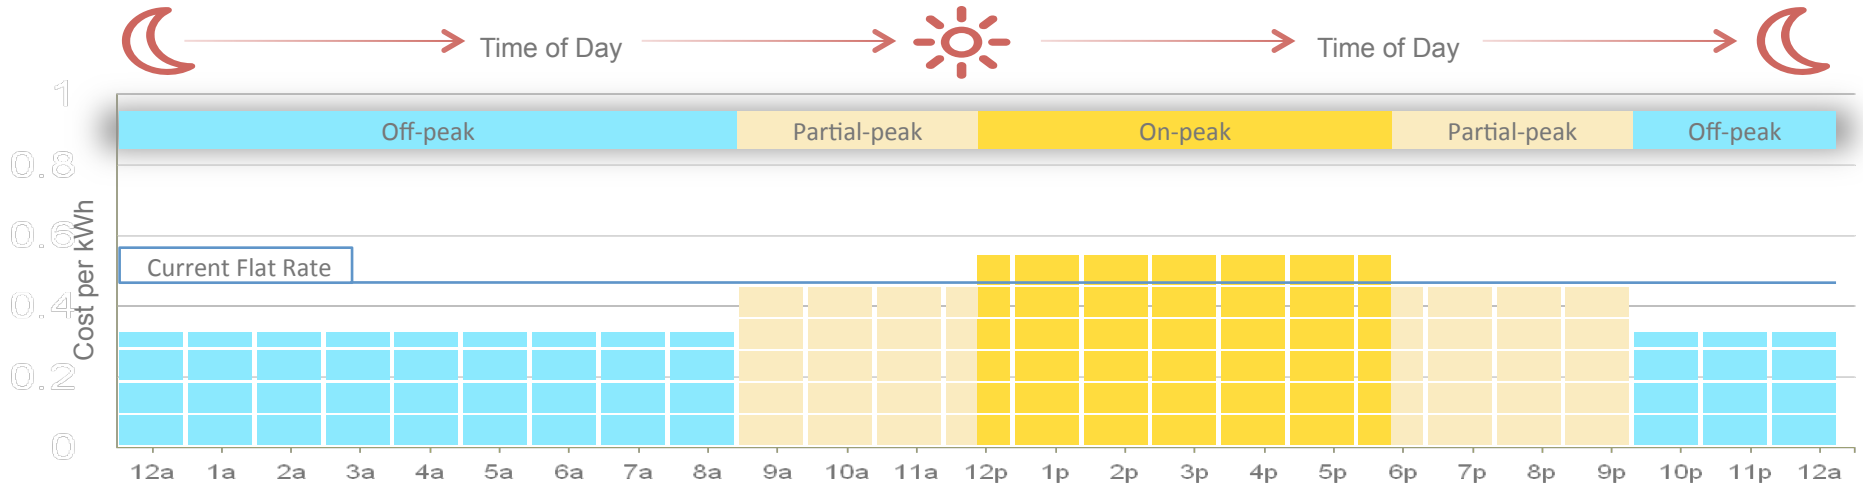 Time of Day
Time of Day
1
0.8
0.6
0.4
0.2
0
Cost per kWh
Off-peak
Partial-peak
On-peak
Partial-peak
Off-peak
Current Flat Rate
12a 1a 2a 3a 4a 5a 6a 7a 8a 9a 10a 11a 12p 1p 2p 3p 4p 5p 6p 7p 8p 9p 10p 11p 12a